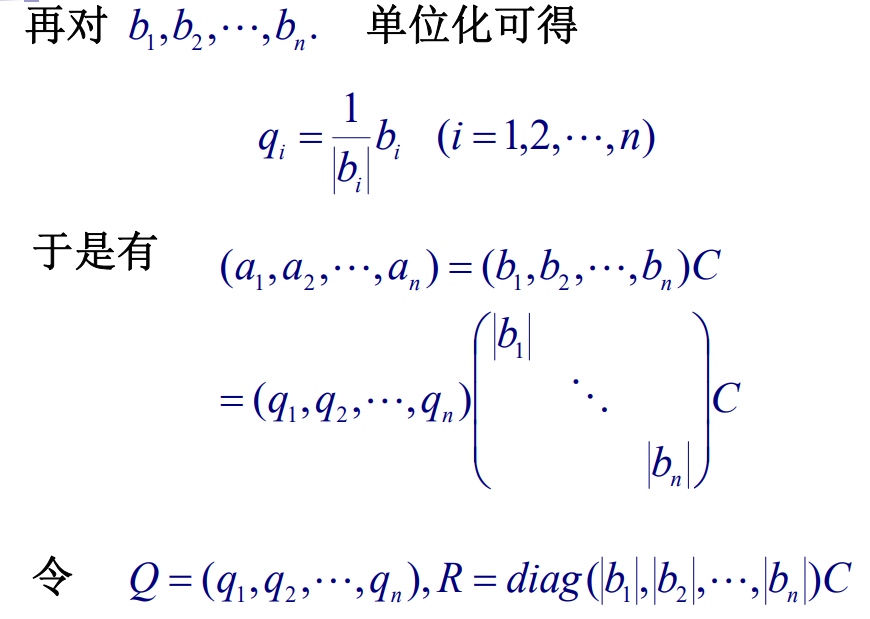 再对 $b_1,b_2,\cdots,b_n.$ 单位化可得
$q_i = \frac{1}{|b_i|} b_i \quad (i=1,2,\cdots,n)$
于是有 $(a_1,a_2,\cdots,a_n) = (b_1,b_2,\cdots,b_n)C$
$= (q_1,q_2,\cdots,q_n) \begin{pmatrix} |b_1| & & \\ & \ddots & \\ & & |b_n| \end{pmatrix} C$
令 $Q = (q_1,q_2,\cdots,q_n), R = diag(|b_1|,|b_2|,\cdots,|b_n|)C$